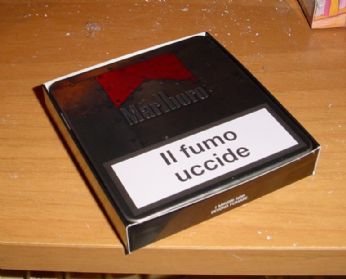 Marlboro
Il fumo
uccide